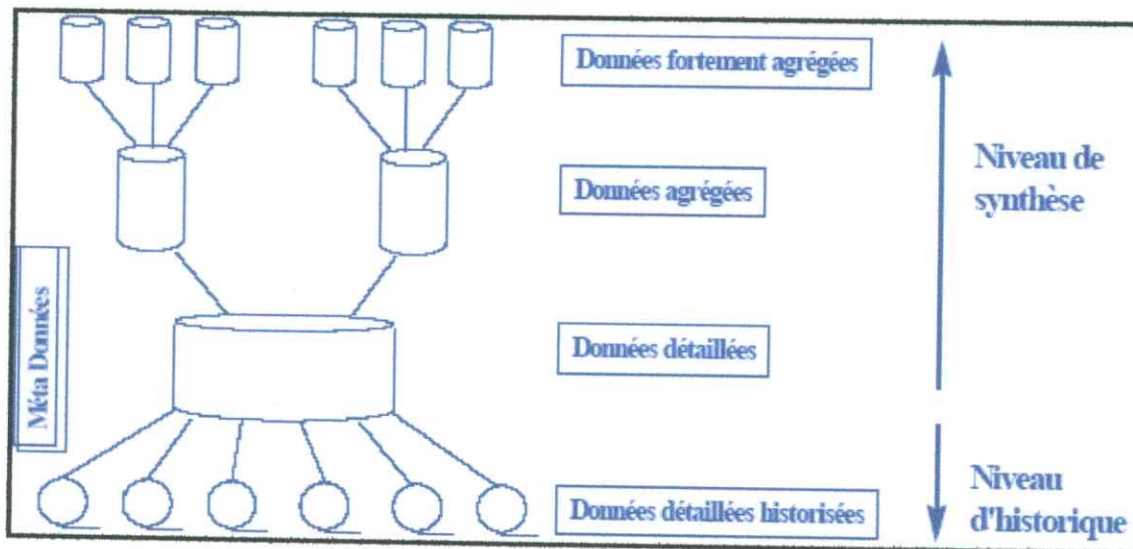 Données fortement agrégées
Données agrégées
Données détaillées
Données détaillées historisées
Niveau de
synthèse
Niveau
d'historique
Méta Données